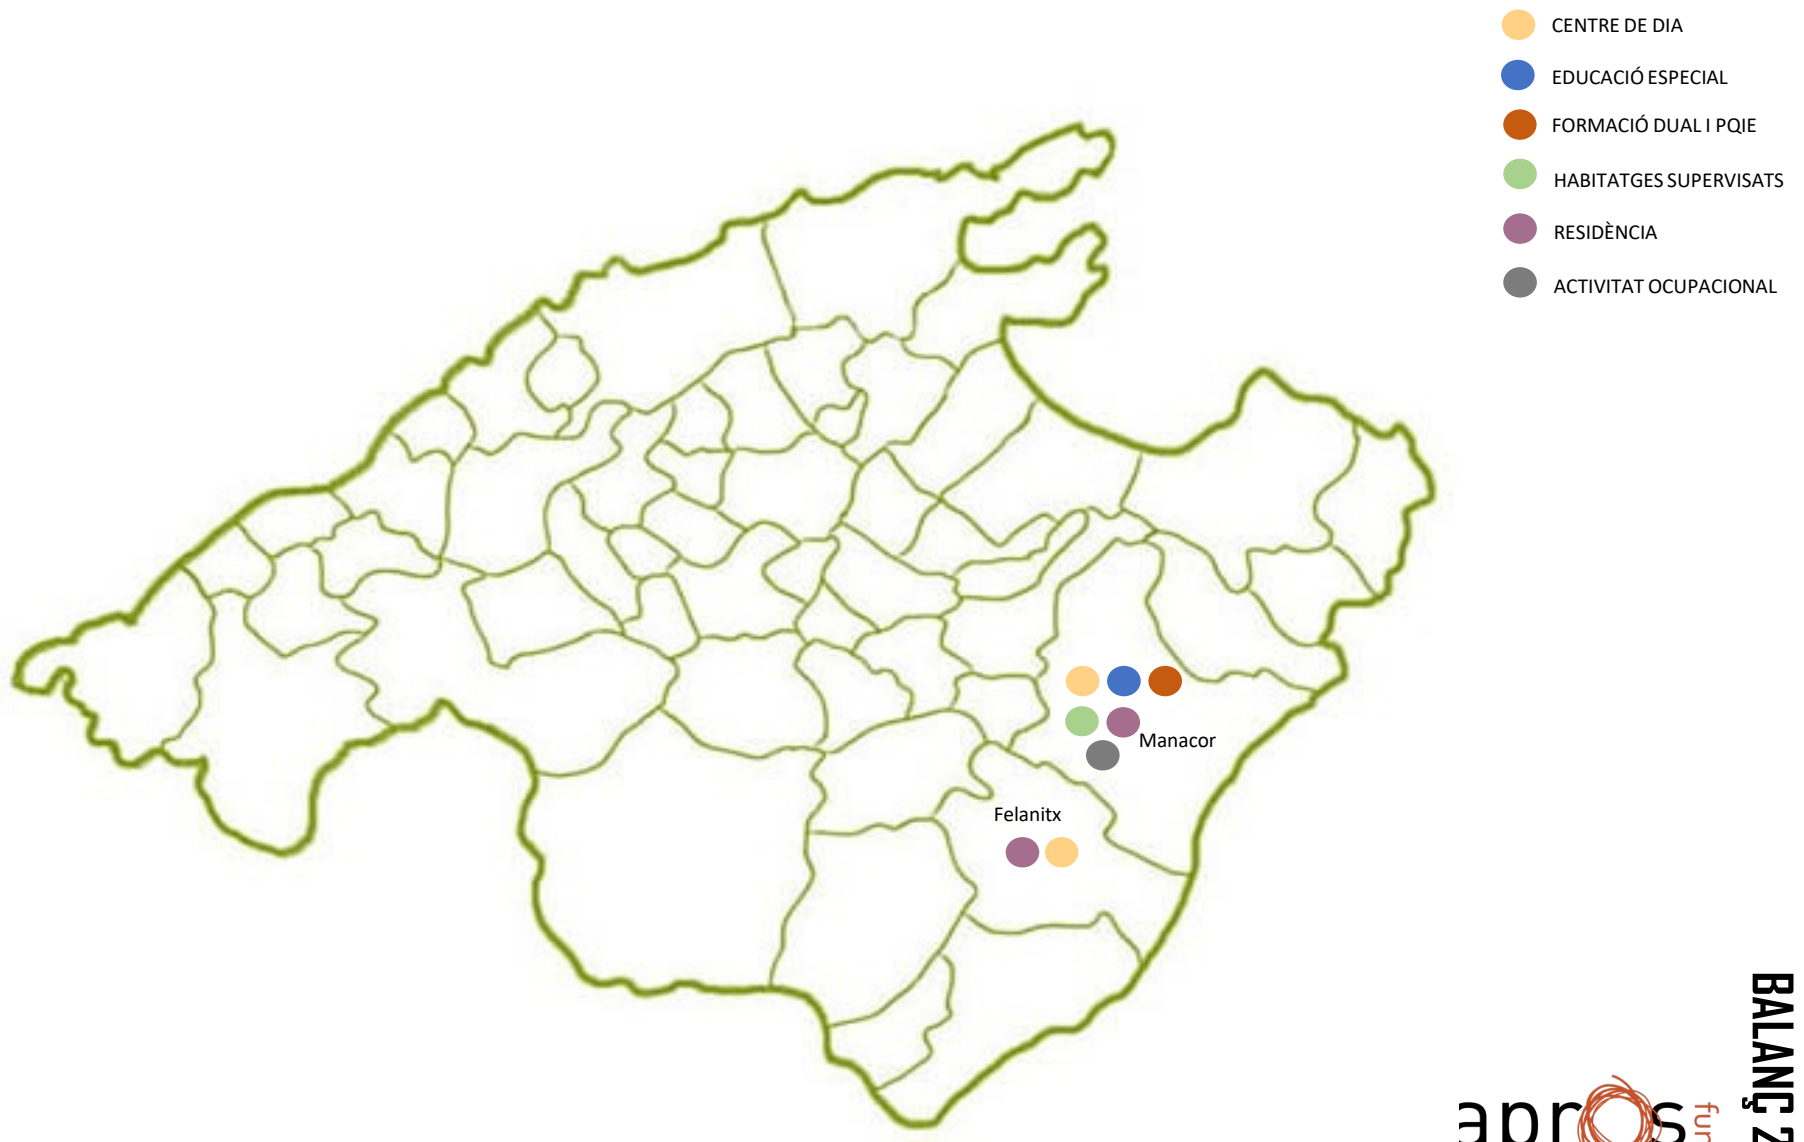 CENTRE DE DIA
EDUCACIÓ ESPECIAL
FORMACIÓ DUAL I PQIE
HABITATGES SUPERVISATS
RESIDÈNCIA
ACTIVITAT OCUPACIONAL
Manacor
Felanitx
BALANÇ